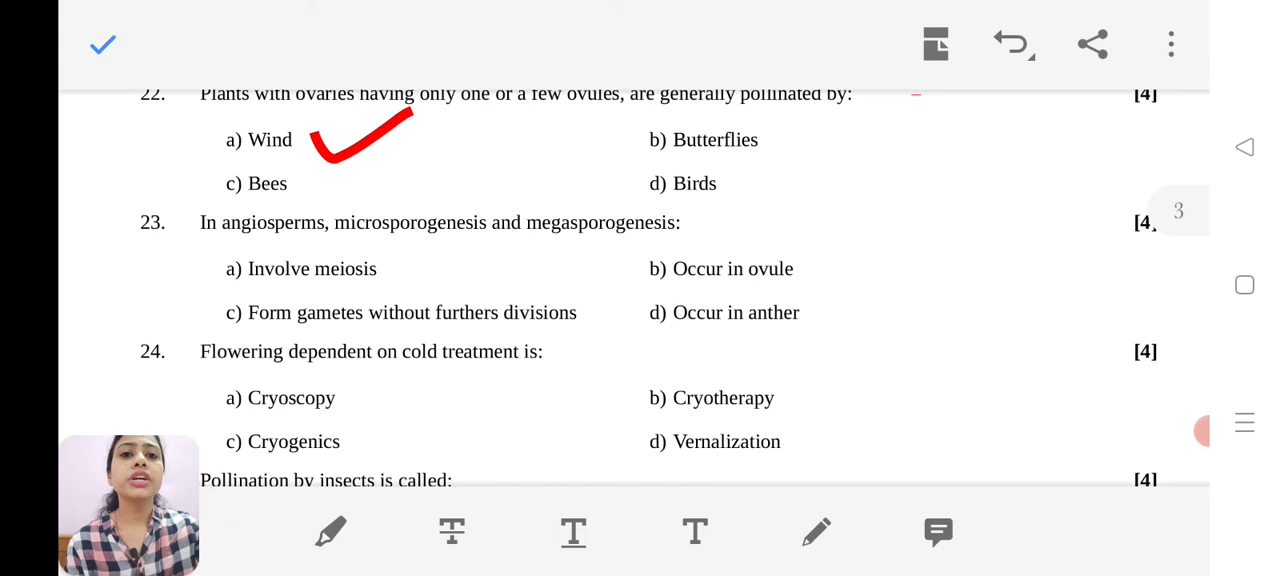 22. Plants with ovaries having only one or a few ovules, are generally pollinated by: [4]
a) Wind b) Butterflies
c) Bees d) Birds
23. In angiosperms, microsporogenesis and megasporogenesis: [4]
3
a) Involve meiosis b) Occur in ovule
c) Form gametes without furthers divisions d) Occur in anther
24. Flowering dependent on cold treatment is: [4]
a) Cryoscopy b) Cryotherapy
c) Cryogenics d) Vernalization
Pollination by insects is called: [4]
T T T